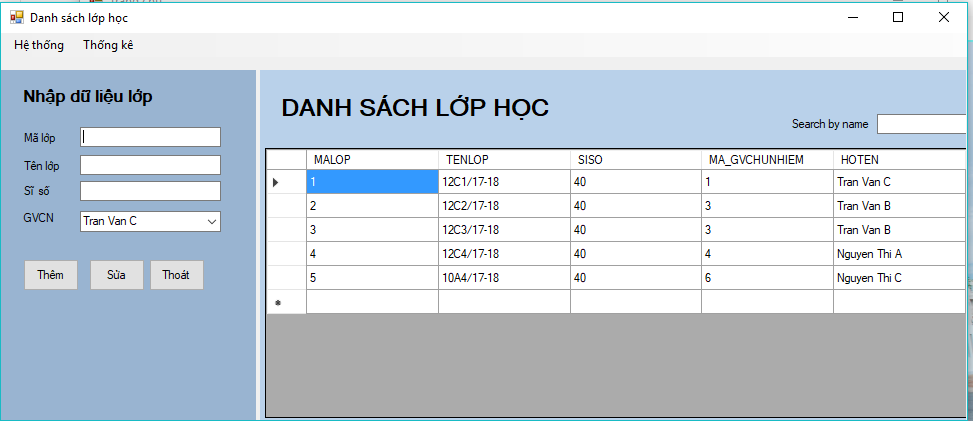 Danh sách lớp học
Hệ thống Thống kê
Nhập dữ liệu lớp
Mã lớp
Tên lớp
Sĩ số
GVCN Tran Van C
Thêm Sửa Thoát
DANH SÁCH LỚP HỌC
Search by name
MALOP TENLOP SISO MA_GVCHUNHIEM HOTEN
1 12C1/17-18 40 1 Tran Van C
2 12C2/17-18 40 3 Tran Van B
3 12C3/17-18 40 3 Tran Van B
4 12C4/17-18 40 4 Nguyen Thi A
5 10A4/17-18 40 6 Nguyen Thi C